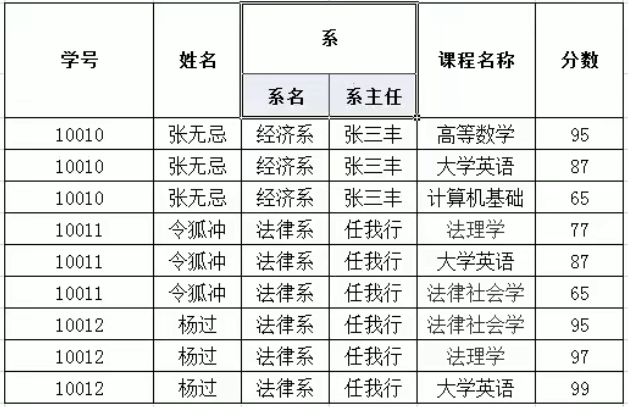 学号 姓名 系 课程名称 分数
系名 系主任
10010 张无忌 经济系 张三丰 高等数学 95
10010 张无忌 经济系 张三丰 大学英语 87
10010 张无忌 经济系 张三丰 计算机基础 65
10011 令狐冲 法律系 任我行 法理学 77
10011 令狐冲 法律系 任我行 大学英语 87
10011 令狐冲 法律系 任我行 法律社会学 65
10012 杨过 法律系 任我行 法律社会学 95
10012 杨过 法律系 任我行 法理学 97
10012 杨过 法律系 任我行 大学英语 99